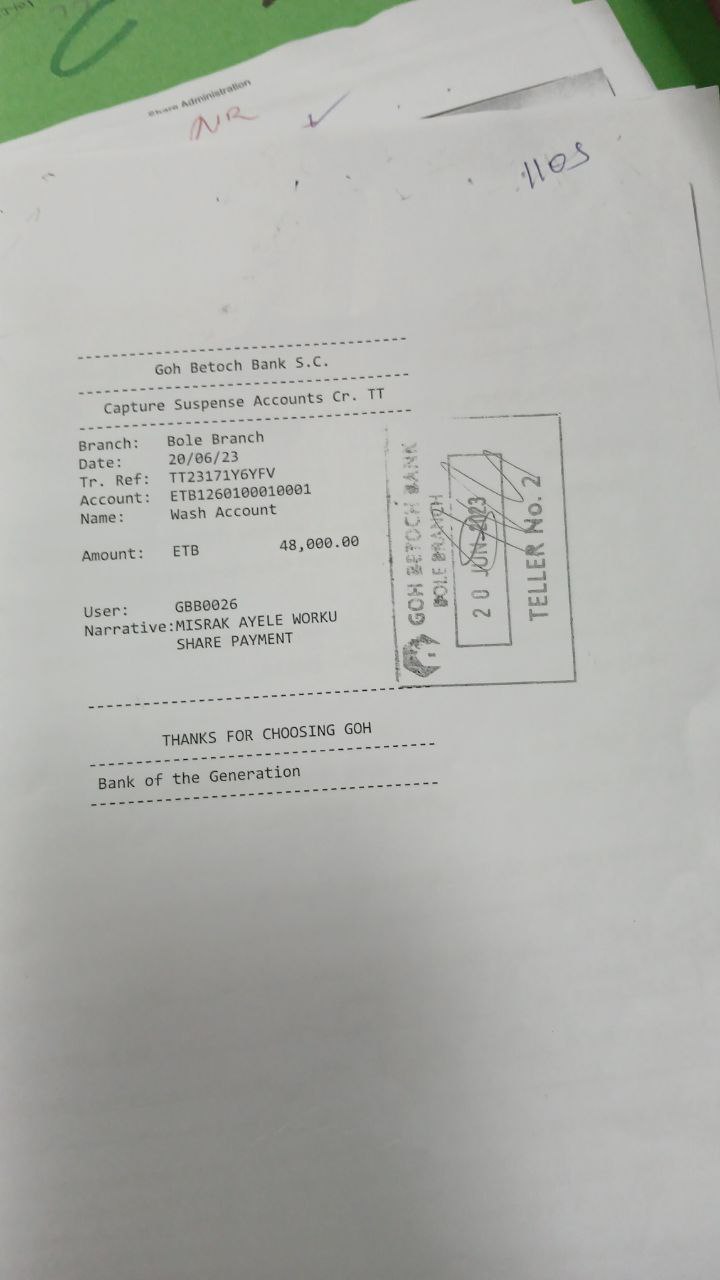 Share Administration
NR
1105
Goh Betoch Bank S.C.
Capture Suspense Accounts Cr. TT
Branch: Bole Branch
Date: 20/06/23
Tr. Ref: TT23171Y6YFV
Account: ETB1260100010001
Name: Wash Account
Amount: ETB 48,000.00
User: GBB0026
Narrative:MISRAK AYELE WORKU
SHARE PAYMENT
GOH BETOCH BANK
BOLE BRANCH
20 JUN 2023
TELLER No. 2
THANKS FOR CHOOSING GOH
Bank of the Generation